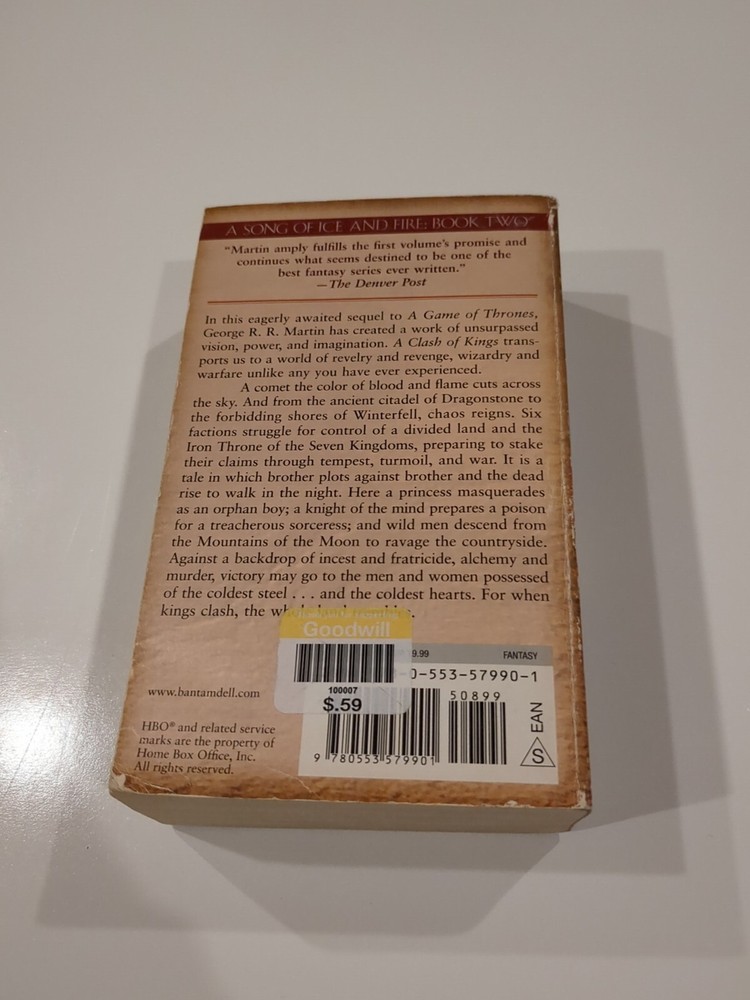 A SONG OF ICE AND FIRE: BOOK TWO
"Martin amply fulfills the first volume's promise and
continues what seems destined to be one of the
best fantasy series ever written."
—The Denver Post
In this eagerly awaited sequel to A Game of Thrones,
George R. R. Martin has created a work of unsurpassed
vision, power, and imagination. A Clash of Kings trans-
ports us to a world of revelry and revenge, wizardry and
warfare unlike any you have ever experienced.
A comet the color of blood and flame cuts across
the sky. And from the ancient citadel of Dragonstone to
the forbidding shores of Winterfell, chaos reigns. Six
factions struggle for control of a divided land and the
Iron Throne of the Seven Kingdoms, preparing to stake
their claims through tempest, turmoil, and war. It is a
tale in which brother plots against brother and the dead
rise to walk in the night. Here a princess masquerades
as an orphan boy; a knight of the mind prepares a poison
for a treacherous sorceress; and wild men descend from
the Mountains of the Moon to ravage the countryside.
Against a backdrop of incest and fratricide, alchemy and
murder, victory may go to the men and women possessed
of the coldest steel . . . and the coldest hearts. For when
kings clash, the
Goodwill
100007
$.59
9.99 FANTASY
0-553-57990-1
50899
9 780553 579901
EAN
S
www.bantamdell.com
HBO® and related service
marks are the property of
Home Box Office, Inc.
All rights reserved.